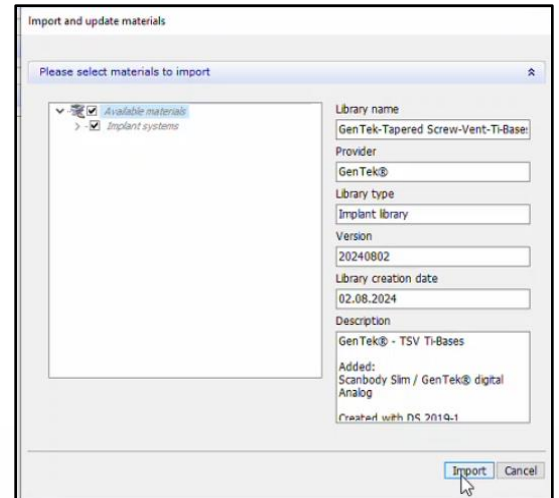 Import and update materials
Please select materials to import
Available materials
Implant systems
Library name
GenTek-Tapered Screw-Vent-Ti-Base:
Provider
GenTek®
Library type
Implant library
Version
20240802
Library creation date
02.08.2024
Description
GenTek® - TSV Ti-Bases
Added:
Scanbody Slim / GenTek® digital
Analog
Created with DS 2019-1
Import Cancel